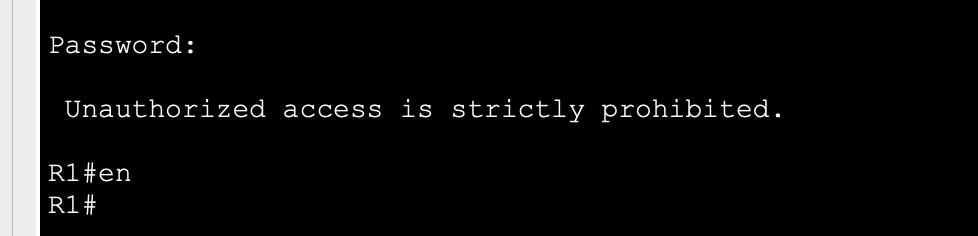 Password:
Unauthorized access is strictly prohibited.
R1#en
R1#